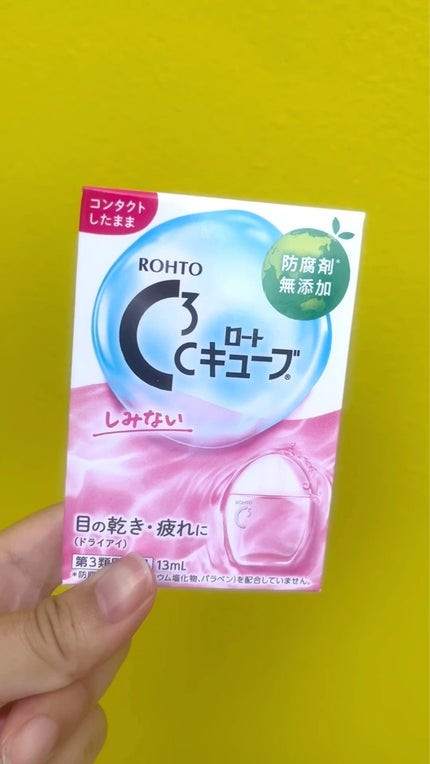 コンタクト
したまま
防腐剤*
無添加
ROHTO
C3
ロート
Cキューブ®
しみない
ROHTO
C3
目の乾き・疲れに
(ドライアイ)
第3類 13mL
ウム塩化物、パラベン)を配合していません。